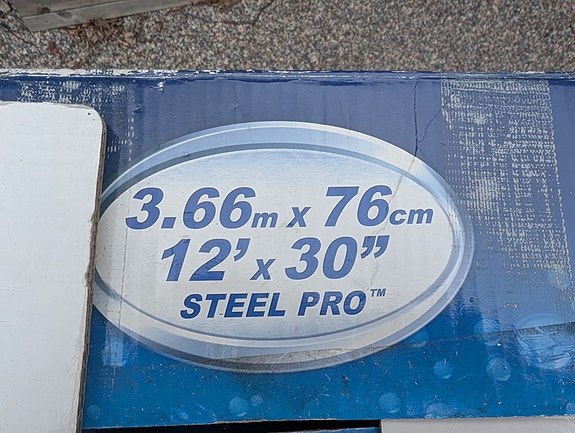 3.66m x 76cm
12' x 30”
STEEL PRO™